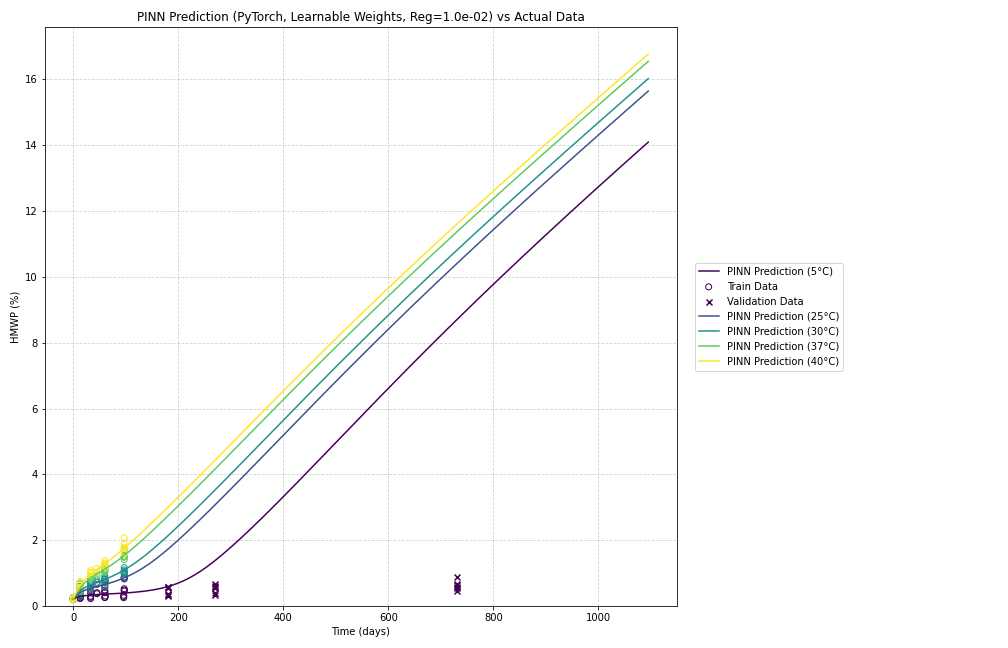 PINN Prediction (PyTorch, Learnable Weights, Reg=1.0e-02) vs Actual Data
HMWP (%)
16
14
12
10
8
6
4
2
0
0
200
400
600
800
1000
Time (days)
PINN Prediction (5°C)
Train Data
Validation Data
PINN Prediction (25°C)
PINN Prediction (30°C)
PINN Prediction (37°C)
PINN Prediction (40°C)